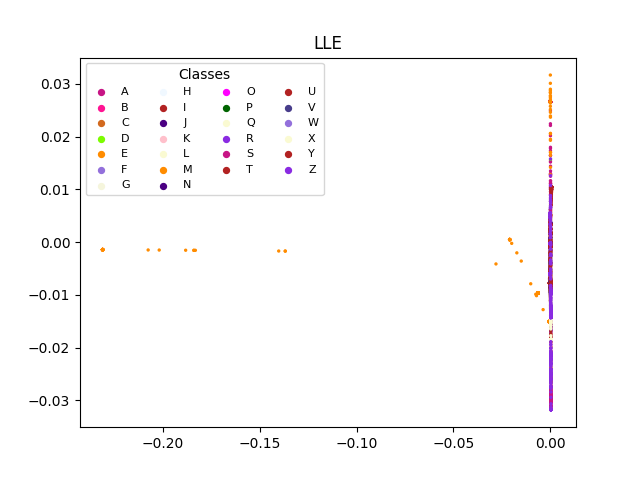 LLE
Classes
A H O U
B I P V
C J Q W
D K R X
E L S Y
F M T Z
G N
0.03
0.02
0.01
0.00
−0.01
−0.02
−0.03
−0.20 −0.15 −0.10 −0.05 0.00